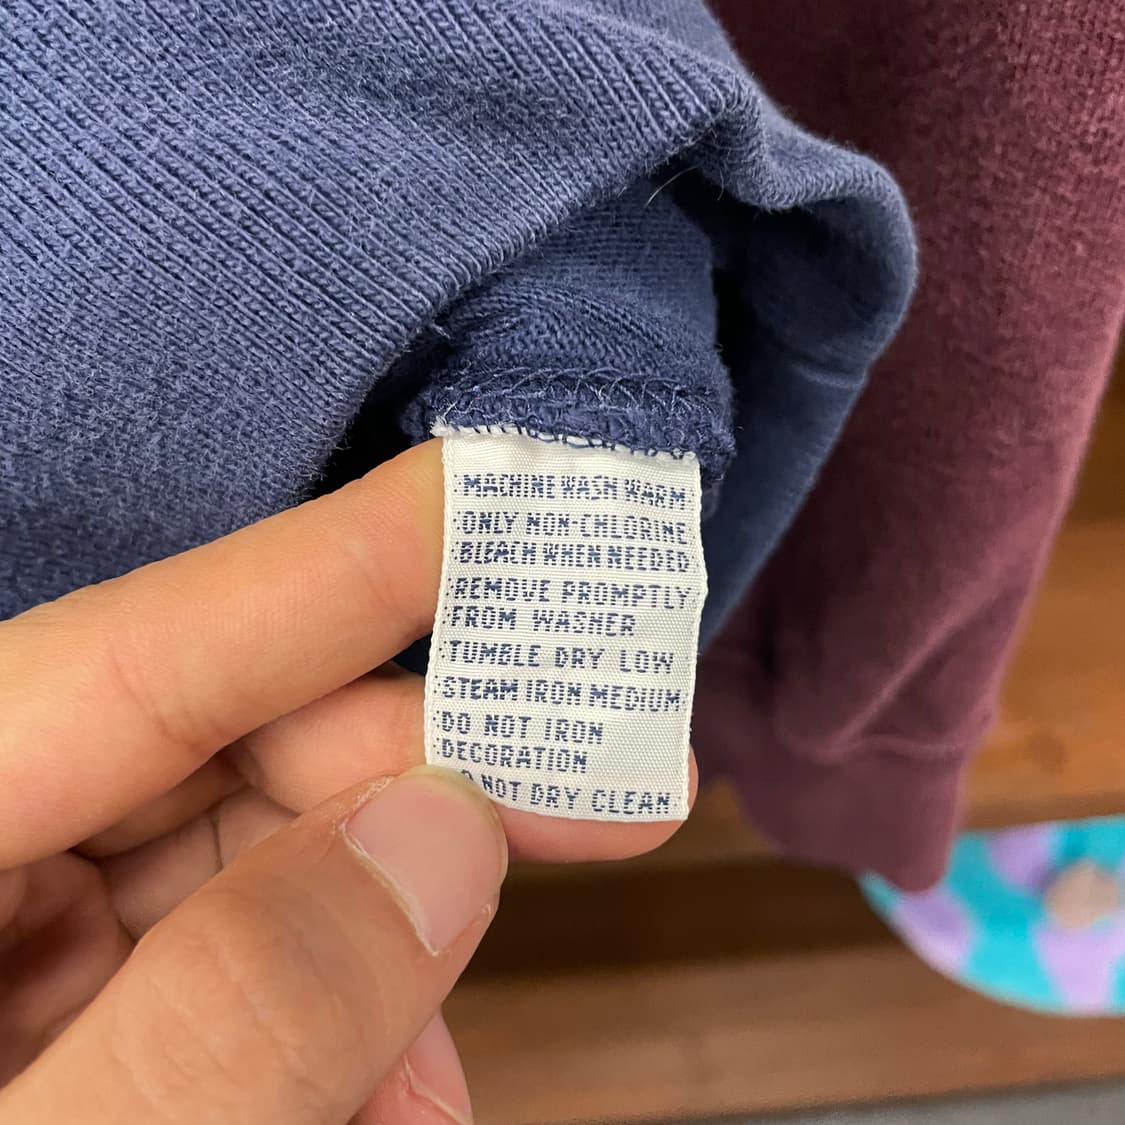 MACHINE WASH WARM
ONLY NON-CHLORINE
BLEACH WHEN NEEDED
REMOVE PROMPTLY
FROM WASHER
TUMBLE DRY LOW
STEAM IRON MEDIUM
DO NOT IRON
DECORATION
DO NOT DRY CLEAN